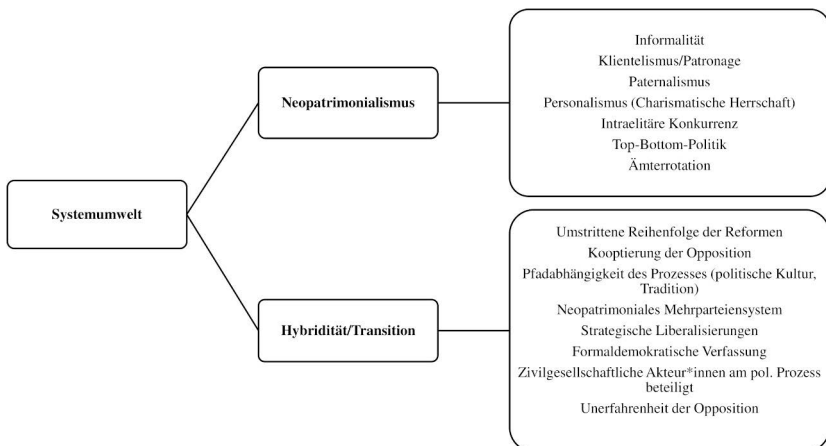 Systemumwelt
Neopatrimonialismus
Informalität
Klientelismus/Patronage
Paternalismus
Personalismus (Charismatische Herrschaft)
Intraelitäre Konkurrenz
Top-Bottom-Politik
Ämterrotation
Hybridität/Transition
Umstrittene Reihenfolge der Reformen
Kooptierung der Opposition
Pfadabhängigkeit des Prozesses (politische Kultur,
Tradition)
Neopatrimoniales Mehrparteiensystem
Strategische Liberalisierungen
Formaldemokratische Verfassung
Zivilgesellschaftliche Akteur*innen am pol. Prozess
beteiligt
Unerfahrenheit der Opposition